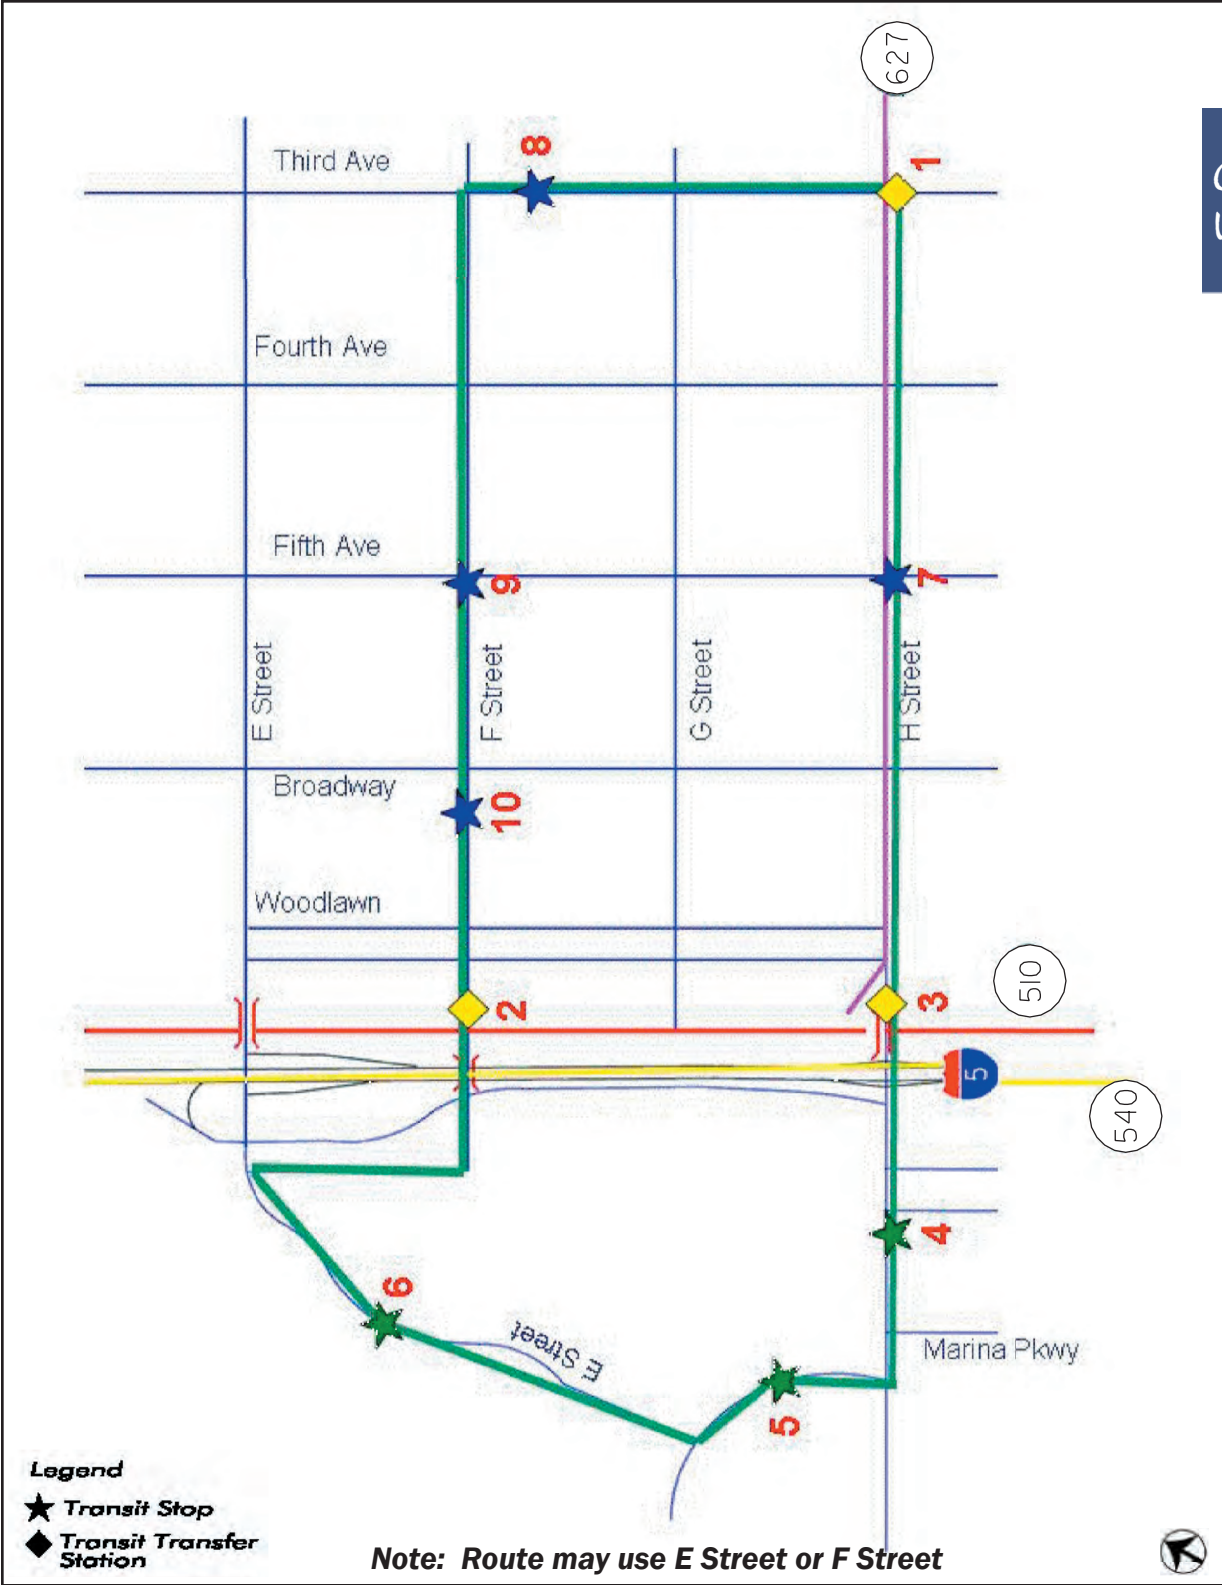 627
Third Ave
8
1
Fourth Ave
Fifth Ave
9
7
E Street
F Street
G Street
H Street
Broadway
10
Woodlawn
2
3
510
5
540
4
6
E Street
Marina Pkwy
5
Legend
Transit Stop
Transit Transfer
Station
Note: Route may use E Street or F Street